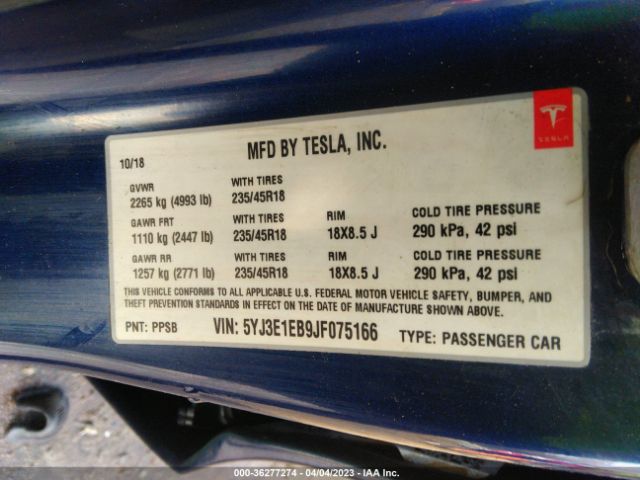 TESLA
10/18
MFD BY TESLA, INC.
GVWR WITH TIRES
2265 kg (4993 lb) 235/45R18
GAWR FRT WITH TIRES RIM COLD TIRE PRESSURE
1110 kg (2447 lb) 235/45R18 18X8.5 J 290 kPa, 42 psi
GAWR RR WITH TIRES RIM COLD TIRE PRESSURE
1257 kg (2771 lb) 235/45R18 18X8.5 J 290 kPa, 42 psi
THIS VEHICLE CONFORMS TO ALL APPLICABLE U.S. FEDERAL MOTOR VEHICLE SAFETY, BUMPER, AND
THEFT PREVENTION STANDARDS IN EFFECT ON THE DATE OF MANUFACTURE SHOWN ABOVE.
PNT: PPSB VIN: 5YJ3E1EB9JF075166 TYPE: PASSENGER CAR
000-36277274 - 04/04/2023 - IAA Inc.